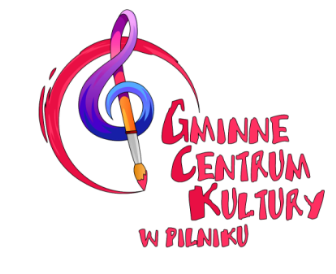 GMINNE
CENTRUM
KULTURY
W PILNIKU